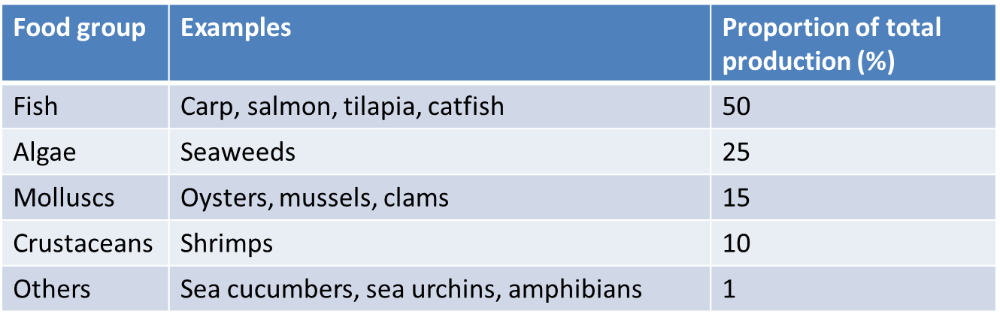 Food group Examples Proportion of total
production (%)
Fish Carp, salmon, tilapia, catfish 50
Algae Seaweeds 25
Molluscs Oysters, mussels, clams 15
Crustaceans Shrimps 10
Others Sea cucumbers, sea urchins, amphibians 1